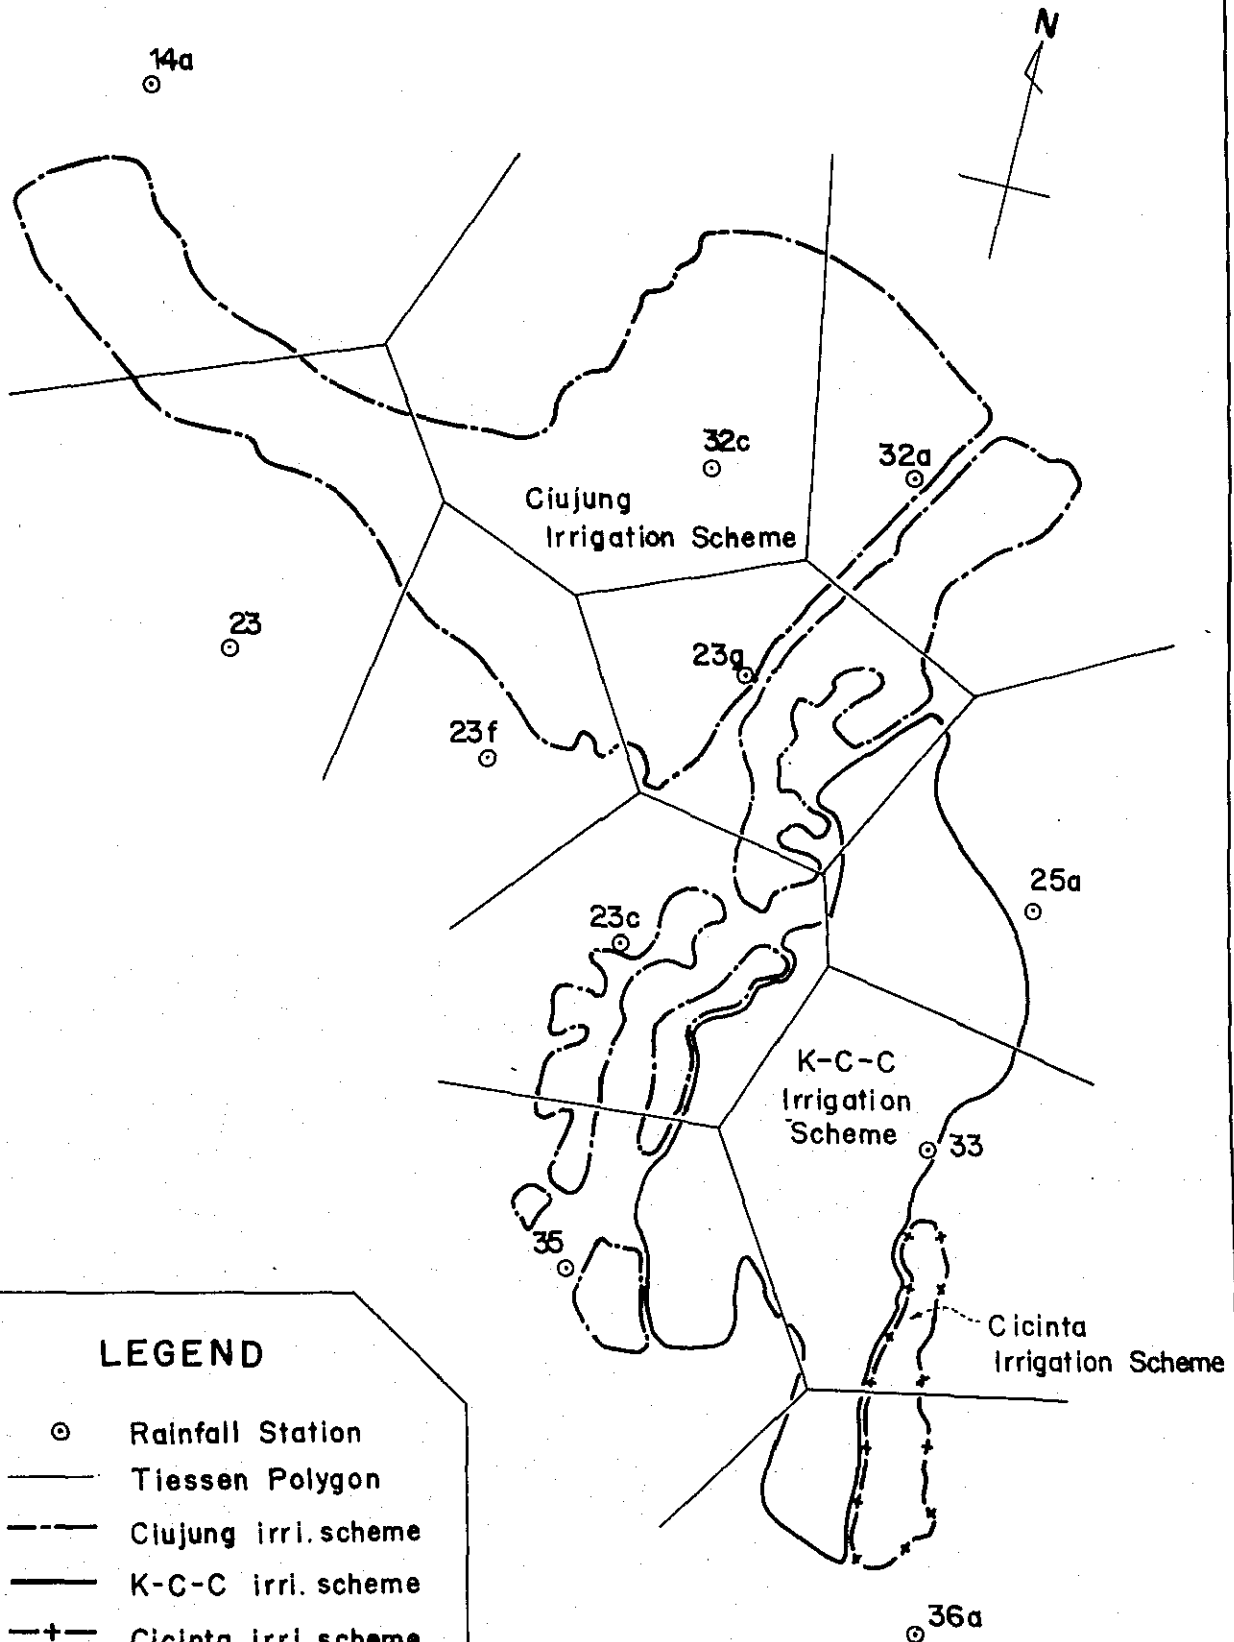 N
14a
32c
32a
Ciujung
Irrigation Scheme
23
23g
23f
25a
23c
K-C-C
Irrigation
Scheme
33
35
Cicinta
Irrigation Scheme
LEGEND
Rainfall Station
Tiessen Polygon
Ciujung irri. scheme
K-C-C irri. scheme
Cicinta irri. scheme
36a